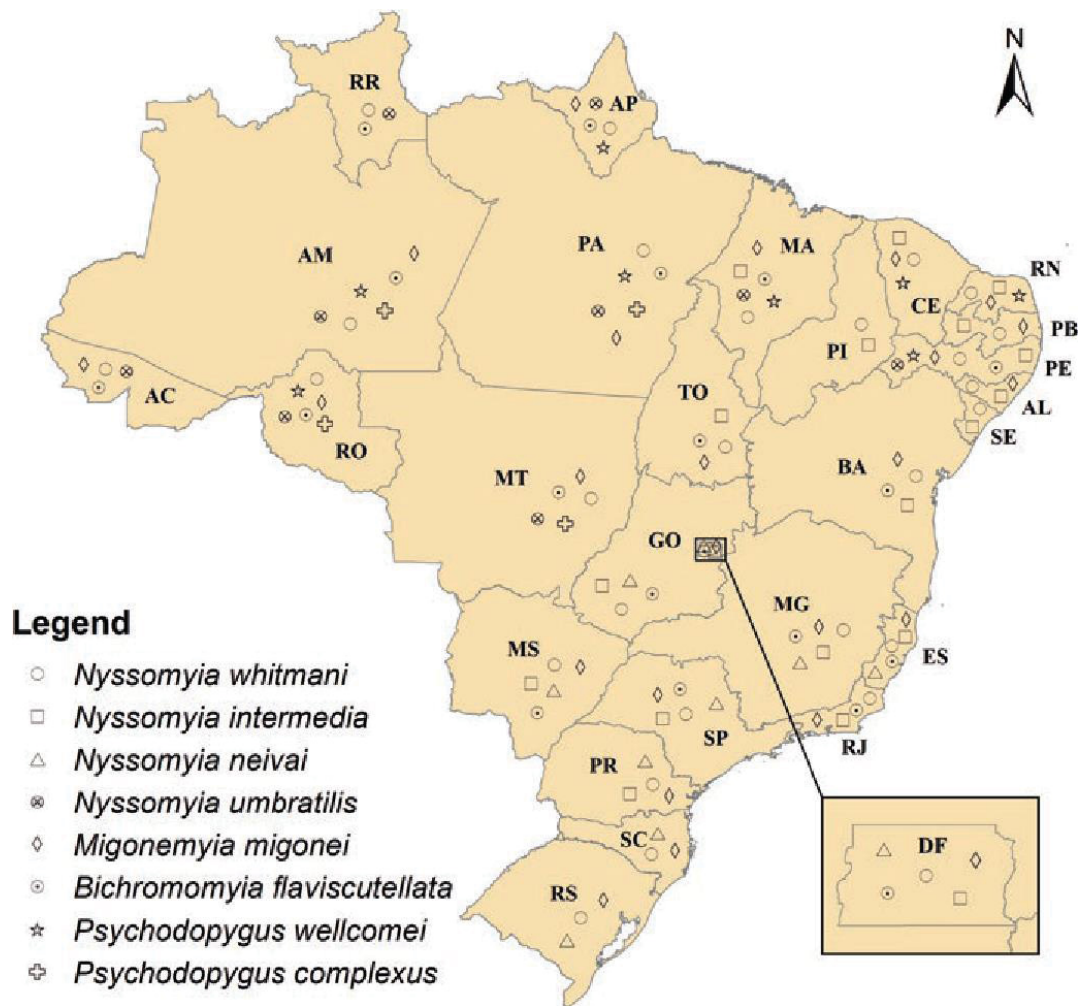 N
RR
AP
AM
PA
MA
CE
RN
PB
PE
AL
SE
PI
TO
AC
RO
MT
BA
GO
MG
ES
MS
SP
RJ
PR
SC
RS
DF
Legend
Nyssomyia whitmani
Nyssomyia intermedia
Nyssomyia neivai
Nyssomyia umbratilis
Migonemyia migonei
Bichromomyia flaviscutellata
Psychodopygus wellcomei
Psychodopygus complexus